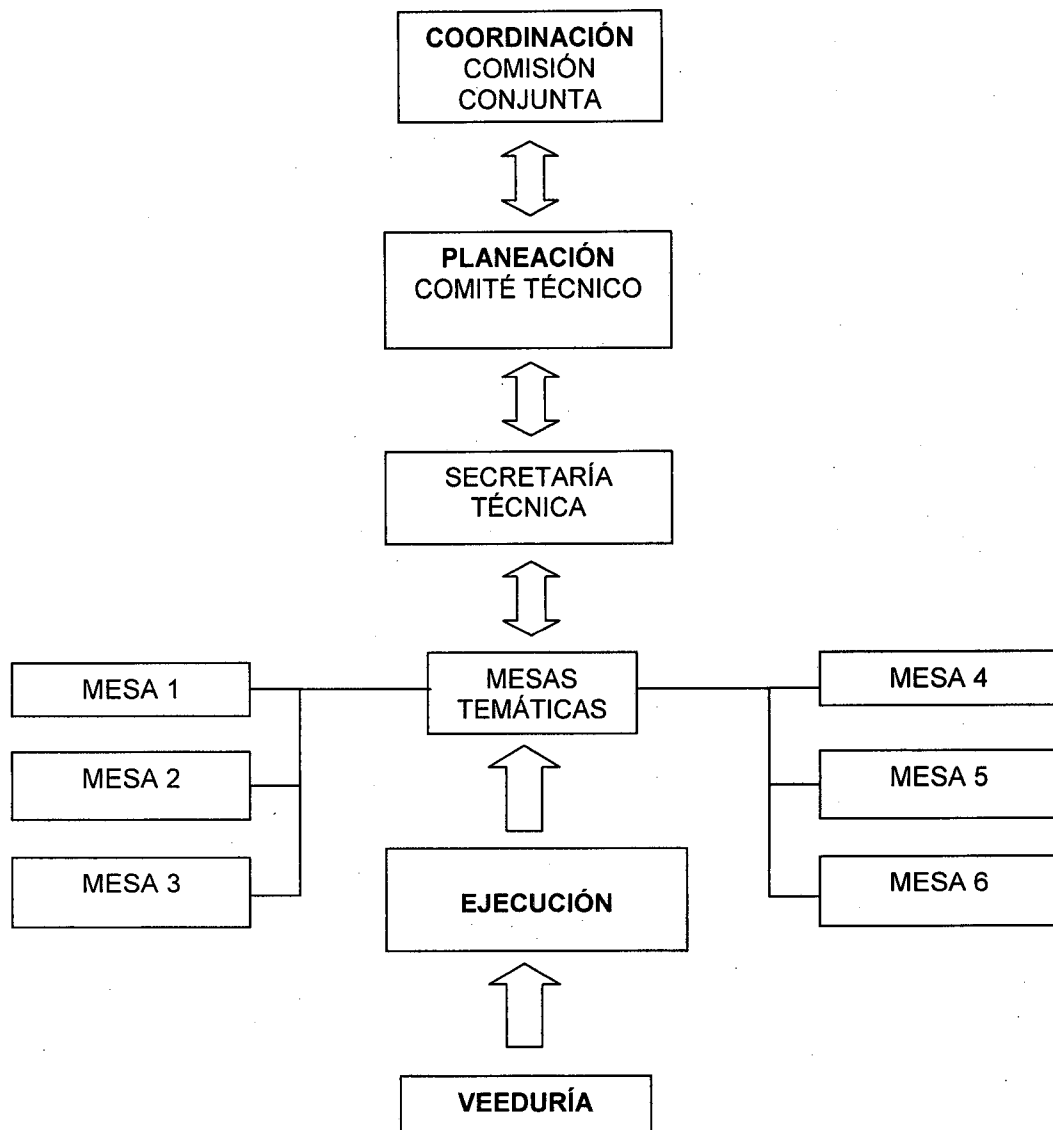 COORDINACIÓN
COMISIÓN
CONJUNTA
PLANEACIÓN
COMITÉ TÉCNICO
SECRETARÍA
TÉCNICA
MESAS
TEMÁTICAS
MESA 1
MESA 2
MESA 3
MESA 4
MESA 5
MESA 6
EJECUCIÓN
VEEDURÍA